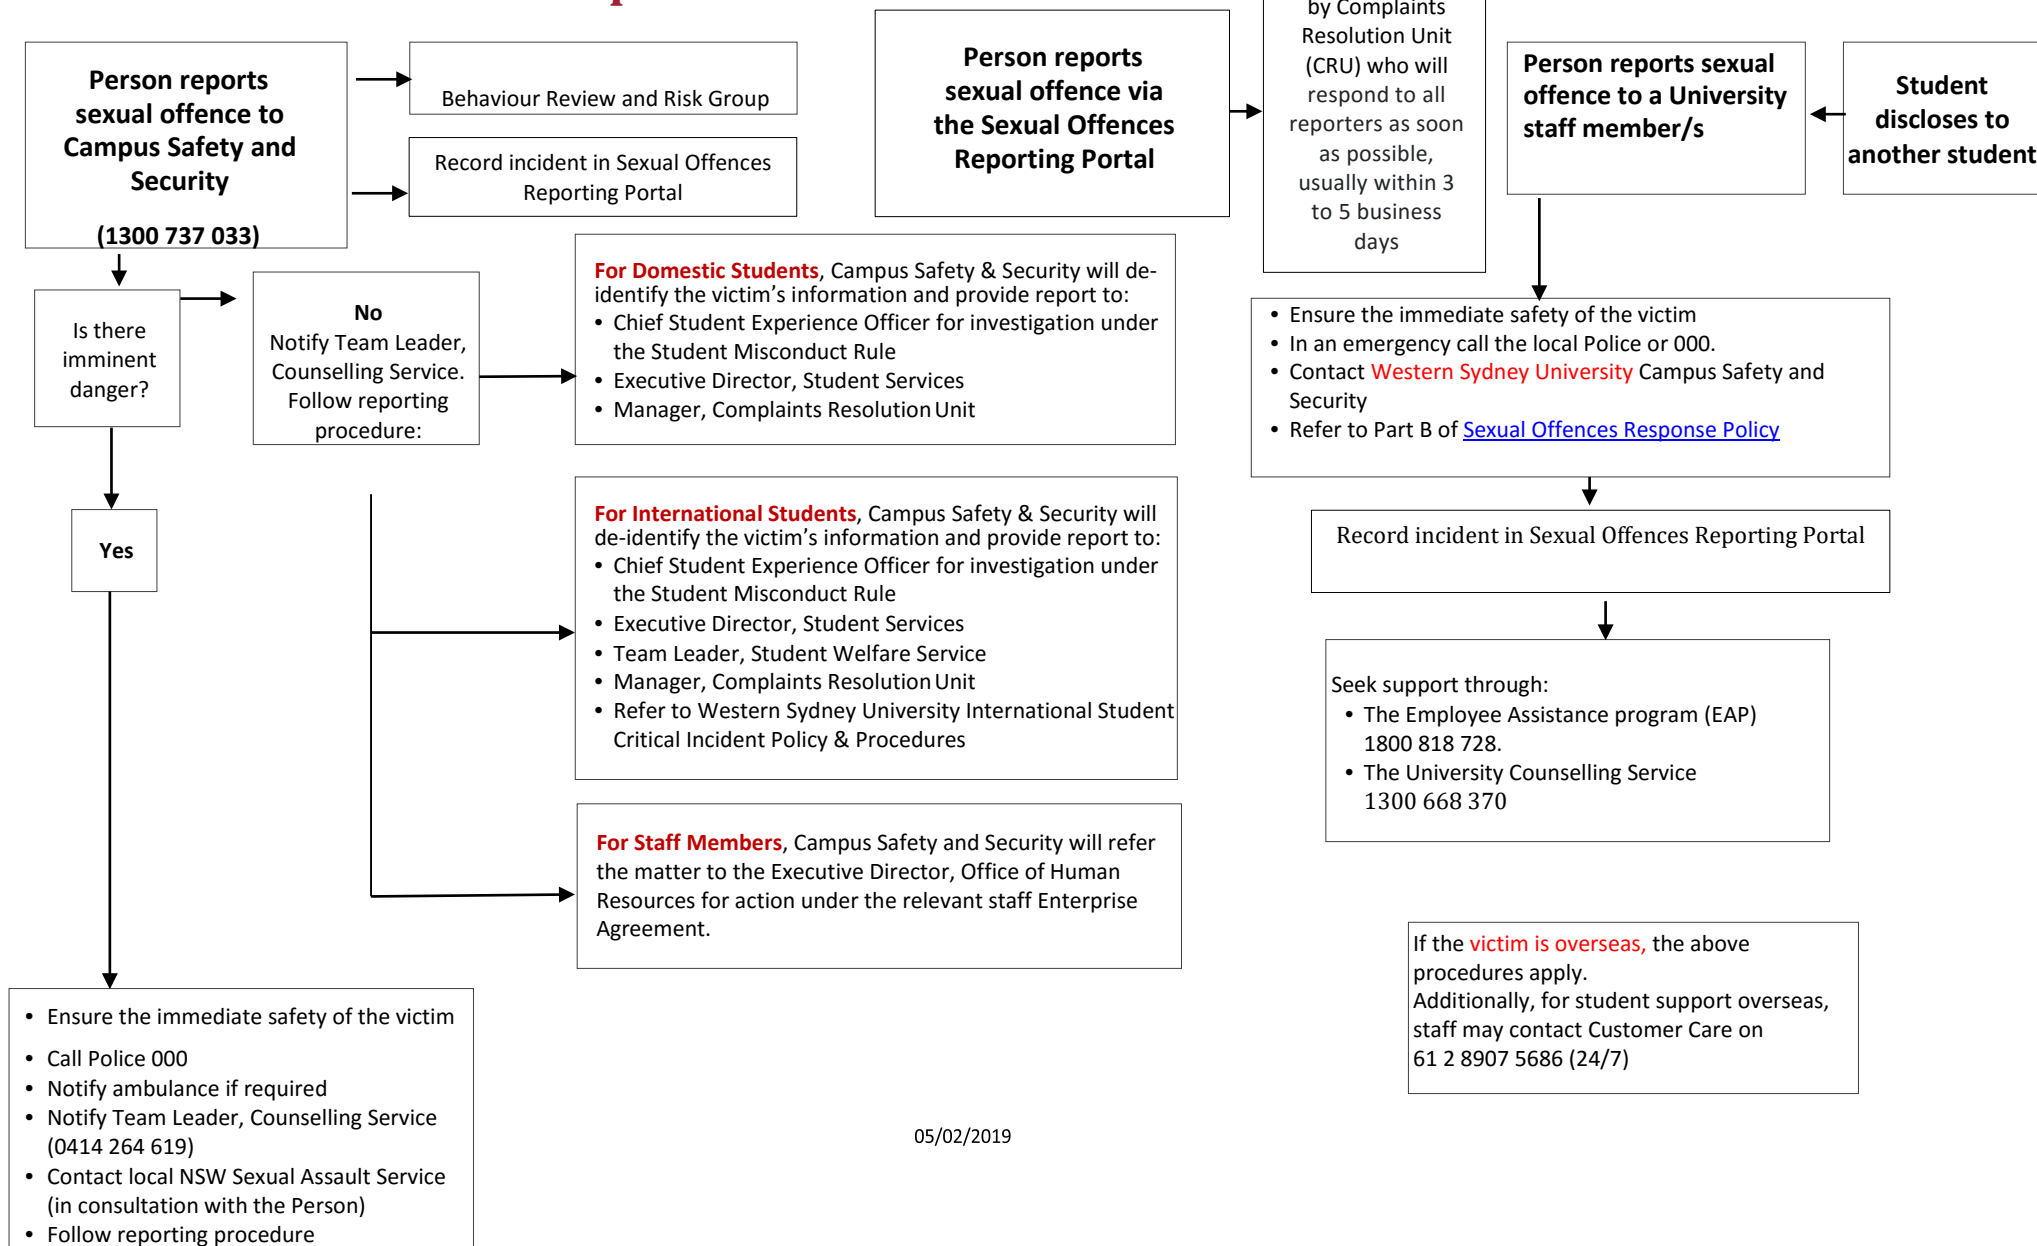 Person reports
sexual offence to
Campus Safety and
Security
(1300 737 033)
Behaviour Review and Risk Group
Record incident in Sexual Offences
Reporting Portal
Is there
imminent
danger?
No
Notify Team Leader,
Counselling Service.
Follow reporting
procedure:
Yes
• Ensure the immediate safety of the victim
• Call Police 000
• Notify ambulance if required
• Notify Team Leader, Counselling Service
(0414 264 619)
• Contact local NSW Sexual Assault Service
(in consultation with the Person)
• Follow reporting procedure
For Domestic Students, Campus Safety & Security will de-
identify the victim’s information and provide report to:
• Chief Student Experience Officer for investigation under
the Student Misconduct Rule
• Executive Director, Student Services
• Manager, Complaints Resolution Unit
For International Students, Campus Safety & Security will
de-identify the victim’s information and provide report to:
• Chief Student Experience Officer for investigation under
the Student Misconduct Rule
• Executive Director, Student Services
• Team Leader, Student Welfare Service
• Manager, Complaints Resolution Unit
• Refer to Western Sydney University International Student
Critical Incident Policy & Procedures
For Staff Members, Campus Safety and Security will refer
the matter to the Executive Director, Office of Human
Resources for action under the relevant staff Enterprise
Agreement.
Person reports
sexual offence via
the Sexual Offences
Reporting Portal
by Complaints
Resolution Unit
(CRU) who will
respond to all
reporters as soon
as possible,
usually within 3
to 5 business
days
Person reports sexual
offence to a University
staff member/s
Student
discloses to
another student
• Ensure the immediate safety of the victim
• In an emergency call the local Police or 000.
• Contact Western Sydney University Campus Safety and
Security
• Refer to Part B of Sexual Offences Response Policy
Record incident in Sexual Offences Reporting Portal
Seek support through:
• The Employee Assistance program (EAP)
1800 818 728.
• The University Counselling Service
1300 668 370
If the victim is overseas, the above
procedures apply.
Additionally, for student support overseas,
staff may contact Customer Care on
61 2 8907 5686 (24/7)
05/02/2019